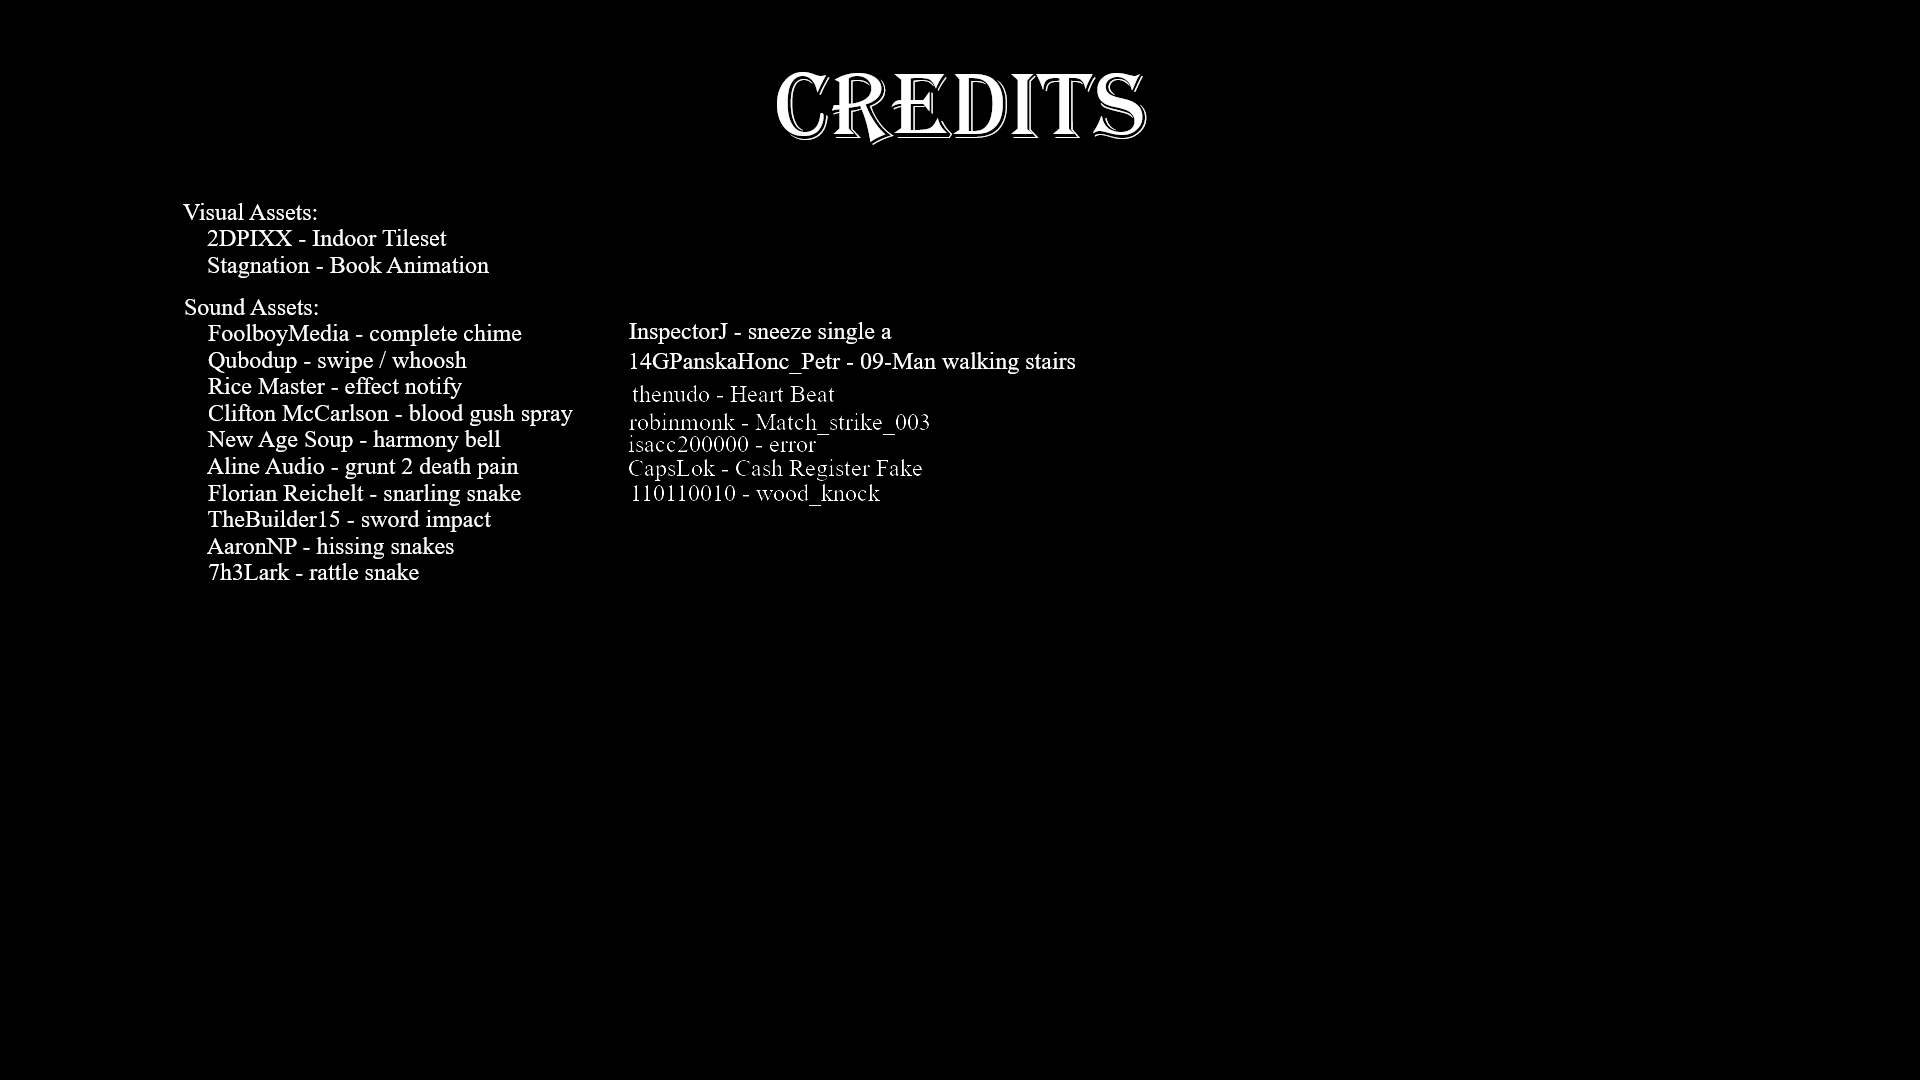 CREDITS
Visual Assets:
2DPIXX - Indoor Tileset
Stagnation - Book Animation
Sound Assets:
FoolboyMedia - complete chime
Qubodup - swipe / whoosh
Rice Master - effect notify
Clifton McCarlson - blood gush spray
New Age Soup - harmony bell
Aline Audio - grunt 2 death pain
Florian Reichelt - snarling snake
TheBuilder15 - sword impact
AaronNP - hissing snakes
7h3Lark - rattle snake
InspectorJ - sneeze single a
14GPanskaHonc_Petr - 09-Man walking stairs
thenudo - Heart Beat
robinmonk - Match_strike_003
isacc200000 - error
CapsLok - Cash Register Fake
110110010 - wood_knock